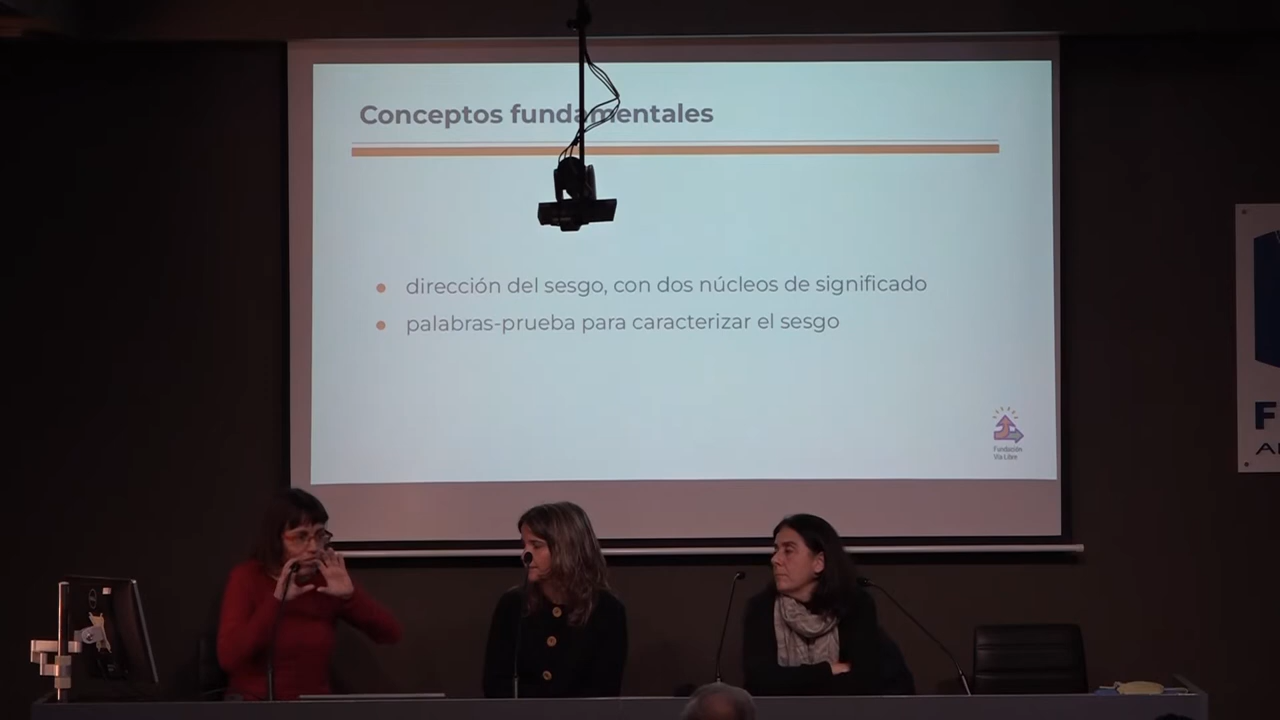 Conceptos fundamentales
dirección del sesgo, con dos núcleos de significado
palabras-prueba para caracterizar el sesgo
Fundación
Vía Libre